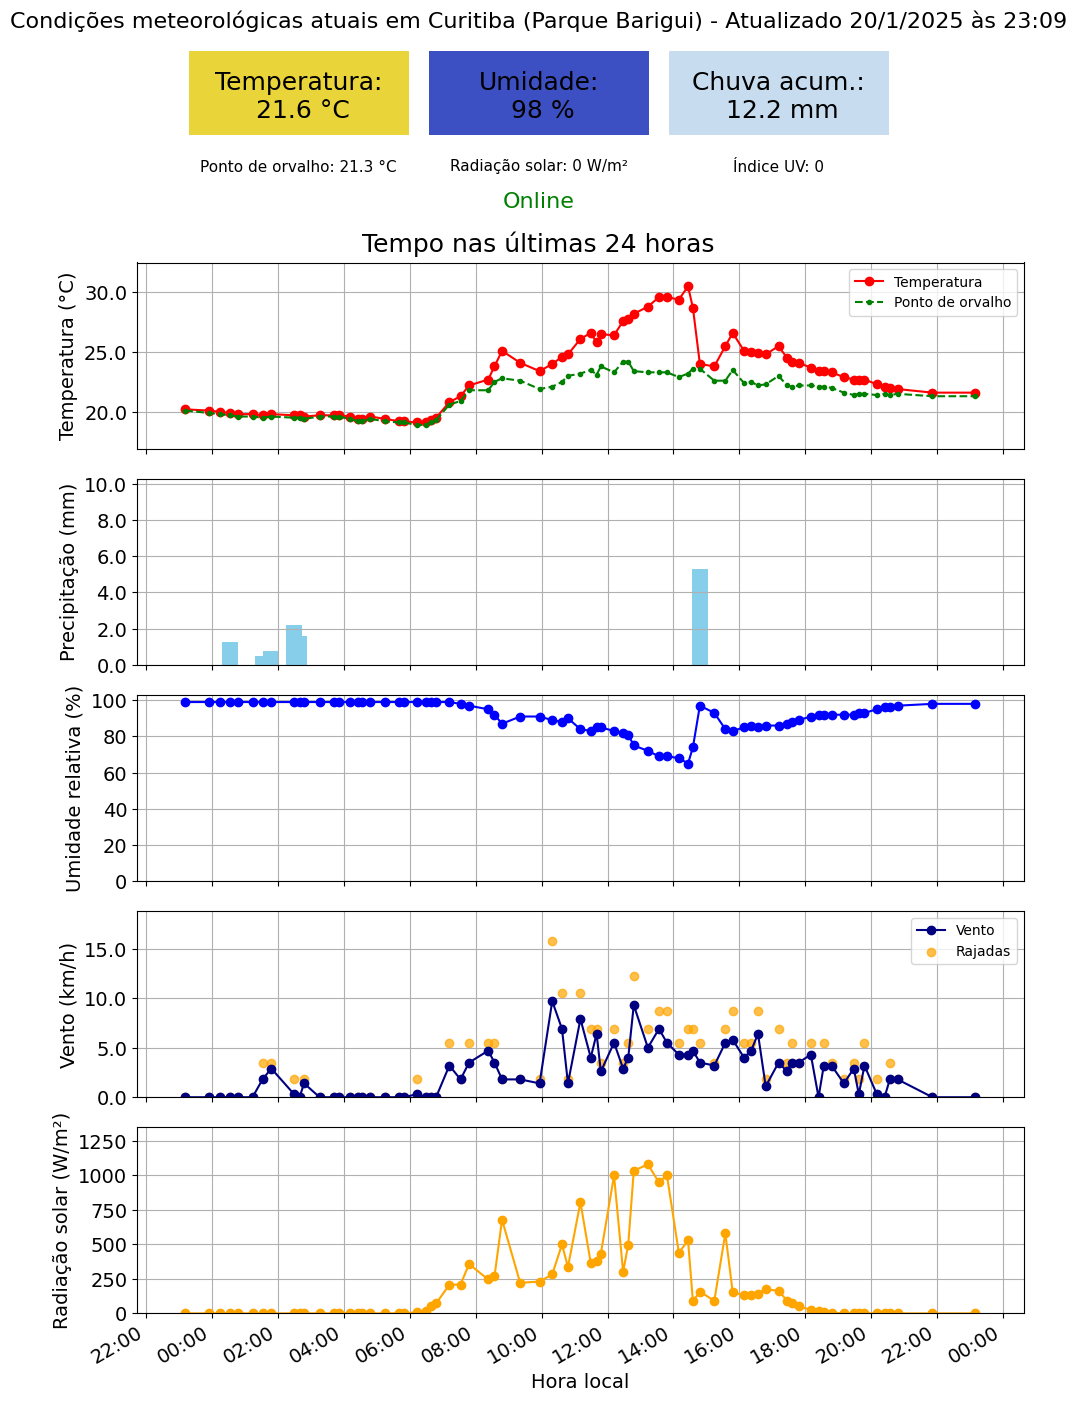 Condições meteorológicas atuais em Curitiba (Parque Barigui) - Atualizado 20/1/2025 às 23:09
Temperatura:
21.6 °C
Umidade:
98 %
Chuva acum.:
12.2 mm
Ponto de orvalho: 21.3 °C
Radiação solar: 0 W/m²
Índice UV: 0
Online
Tempo nas últimas 24 horas
Temperatura (°C)
30.0
25.0
20.0
Temperatura
Ponto de orvalho
Precipitação (mm)
10.0
8.0
6.0
4.0
2.0
0.0
Umidade relativa (%)
100
80
60
40
20
0
Vento (km/h)
15.0
10.0
5.0
0.0
Vento
Rajadas
Radiação solar (W/m²)
1250
1000
750
500
250
0
22:00 00:00 02:00 04:00 06:00 08:00 10:00 12:00 14:00 16:00 18:00 20:00 22:00 00:00
Hora local